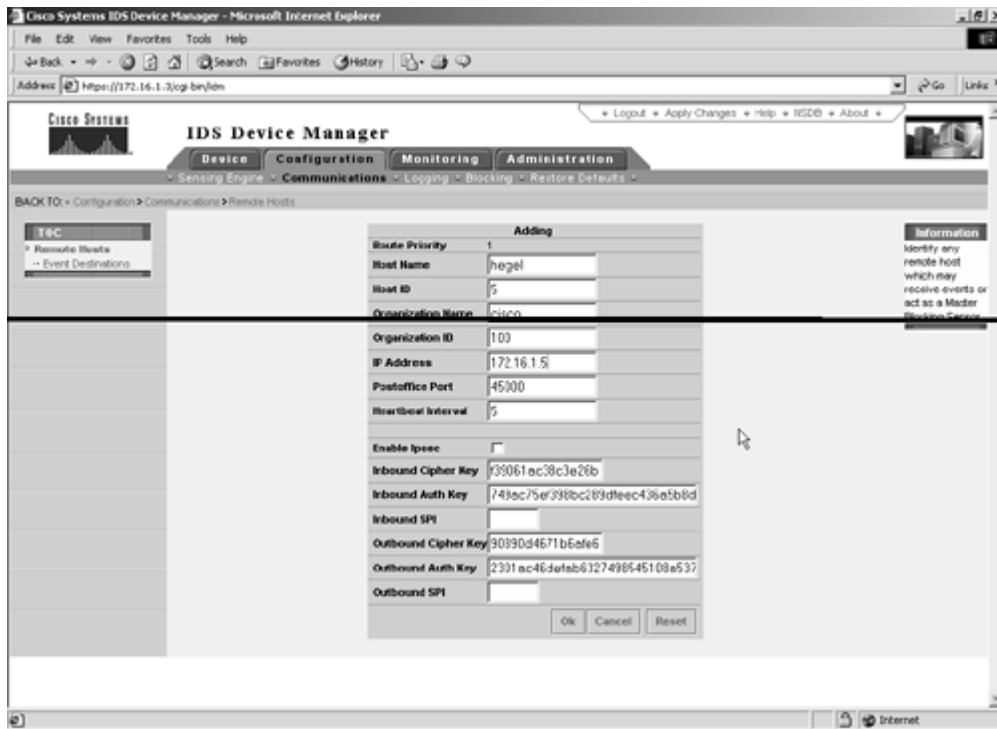 Cisco Systems IDS Device Manager - Microsoft Internet Explorer
File Edit View Favorites Tools Help
Back Search Favorites History
Address https://172.16.1.3/cgi-bin/idm Go Links
Cisco Systems
Logout Apply Changes Help NSDB About
IDS Device Manager
Device Configuration Monitoring Administration
Sensing Engine Communications Logging Blocking Restore Defaults
BACK TO: Configuration > Communications > Remote Hosts
TOC
Remote Hosts
Event Destinations
Adding
Route Priority 1
Host Name hegel
Host ID 5
Organization Name cisco
Organization ID 100
IP Address 172.16.1.5
Postoffice Port 45000
Heartbeat Interval 5
Enable Ipsec
Inbound Cipher Key f39061ac38c3e26b
Inbound Auth Key
Inbound SPI
Outbound Cipher Key
Outbound Auth Key
Outbound SPI
Ok Cancel Reset
Information
Identify any
remote host
which may
receive events or
act as a Master
Blocking Sensor
Internet